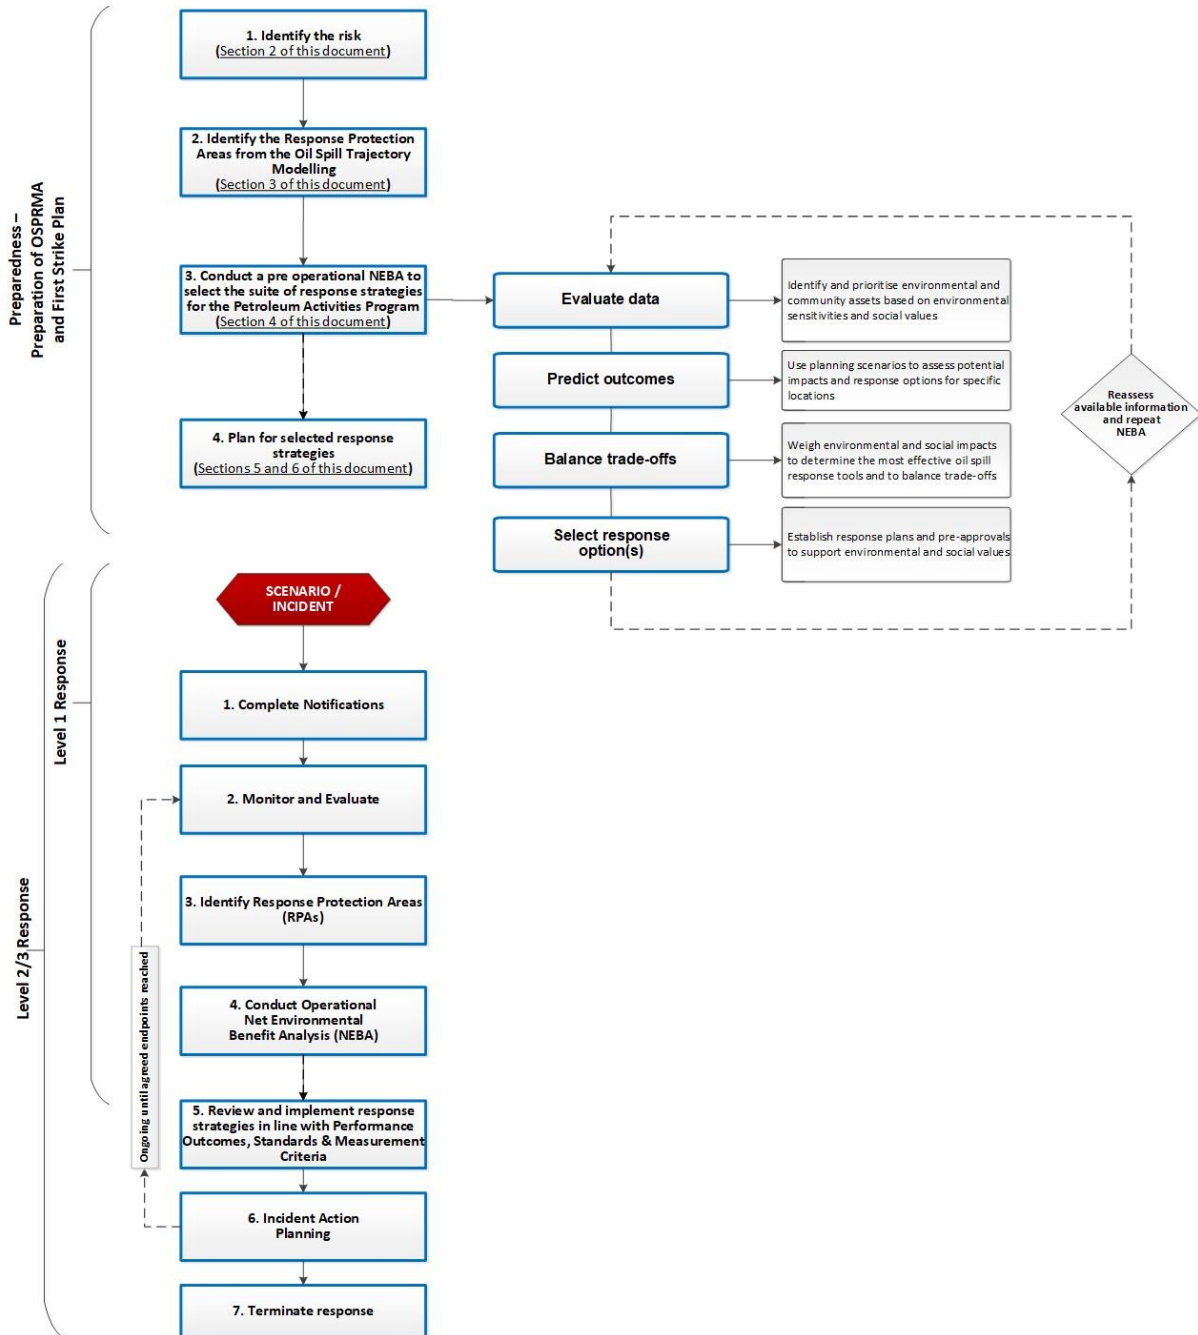 Preparedness –
Preparation of OSPRMA
and First Strike Plan
1. Identify the risk
(Section 2 of this document)
2. Identify the Response Protection
Areas from the Oil Spill Trajectory
Modelling
(Section 3 of this document)
3. Conduct a pre operational NEBA to
select the suite of response strategies
for the Petroleum Activities Program
(Section 4 of this document)
4. Plan for selected response
strategies
(Sections 5 and 6 of this document)
Evaluate data
Identify and prioritise environmental and
community assets based on environmental
sensitivities and social values
Predict outcomes
Use planning scenarios to assess potential
impacts and response options for specific
locations
Balance trade-offs
Weigh environmental and social impacts
to determine the most effective oil spill
response tools and to balance trade-offs
Select response
option(s)
Establish response plans and pre-approvals
to support environmental and social values
Reassess
available information
and repeat
NEBA
Level 2/3 Response
Level 1 Response
SCENARIO /
INCIDENT
1. Complete Notifications
2. Monitor and Evaluate
3. Identify Response Protection Areas
(RPAs)
4. Conduct Operational
Net Environmental
Benefit Analysis (NEBA)
5. Review and implement response
strategies in line with Performance
Outcomes, Standards & Measurement
Criteria
6. Incident Action
Planning
7. Terminate response
Ongoing until agreed endpoints reached